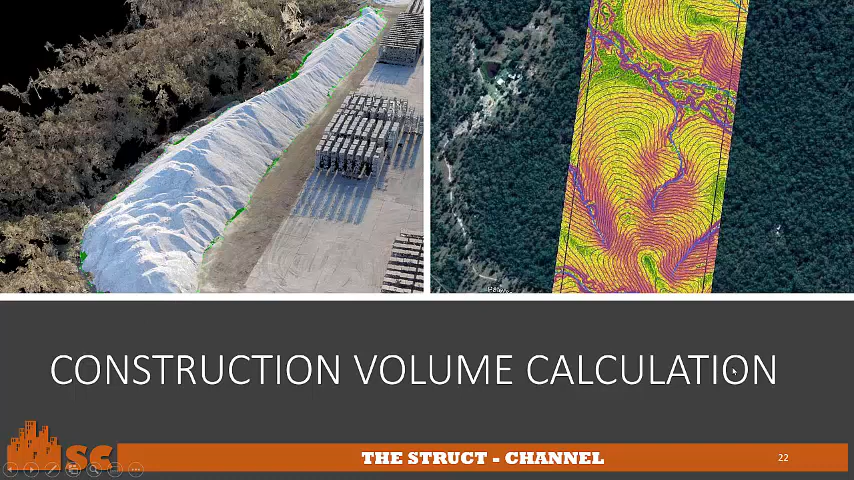 CONSTRUCTION VOLUME CALCULATION
SC
THE STRUCT - CHANNEL
22